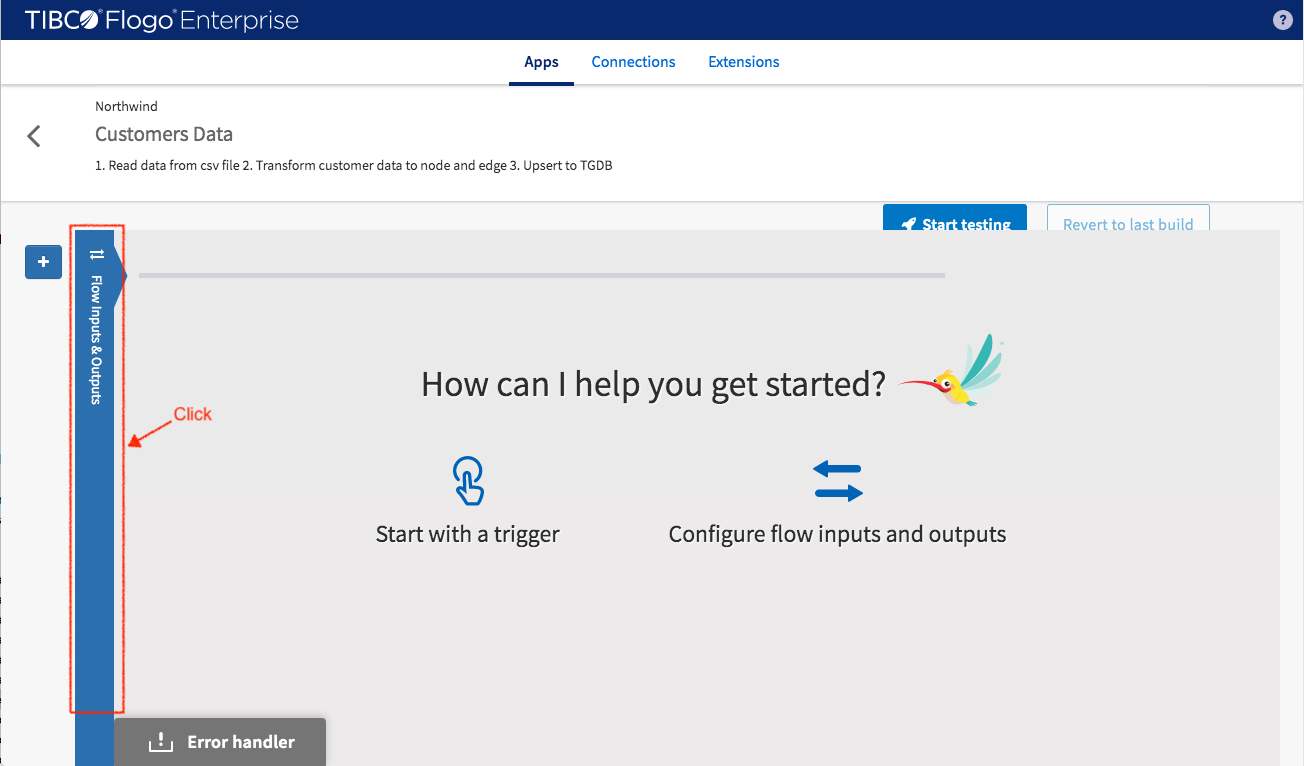 TIBCO® Flogo® Enterprise
?
Apps Connections Extensions
Northwind
Customers Data
1. Read data from csv file 2. Transform customer data to node and edge 3. Upsert to TGDB
Start testing Revert to last build
+
Flow Inputs & Outputs
How can I help you get started?
Click
Start with a trigger Configure flow inputs and outputs
Error handler